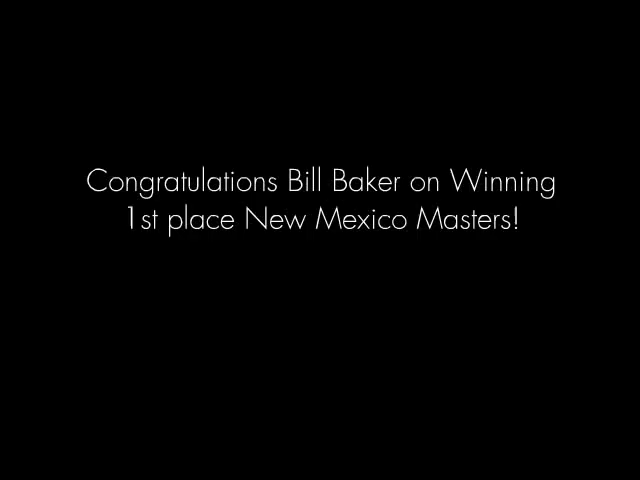 Congratulations Bill Baker on Winning
1st place New Mexico Masters!